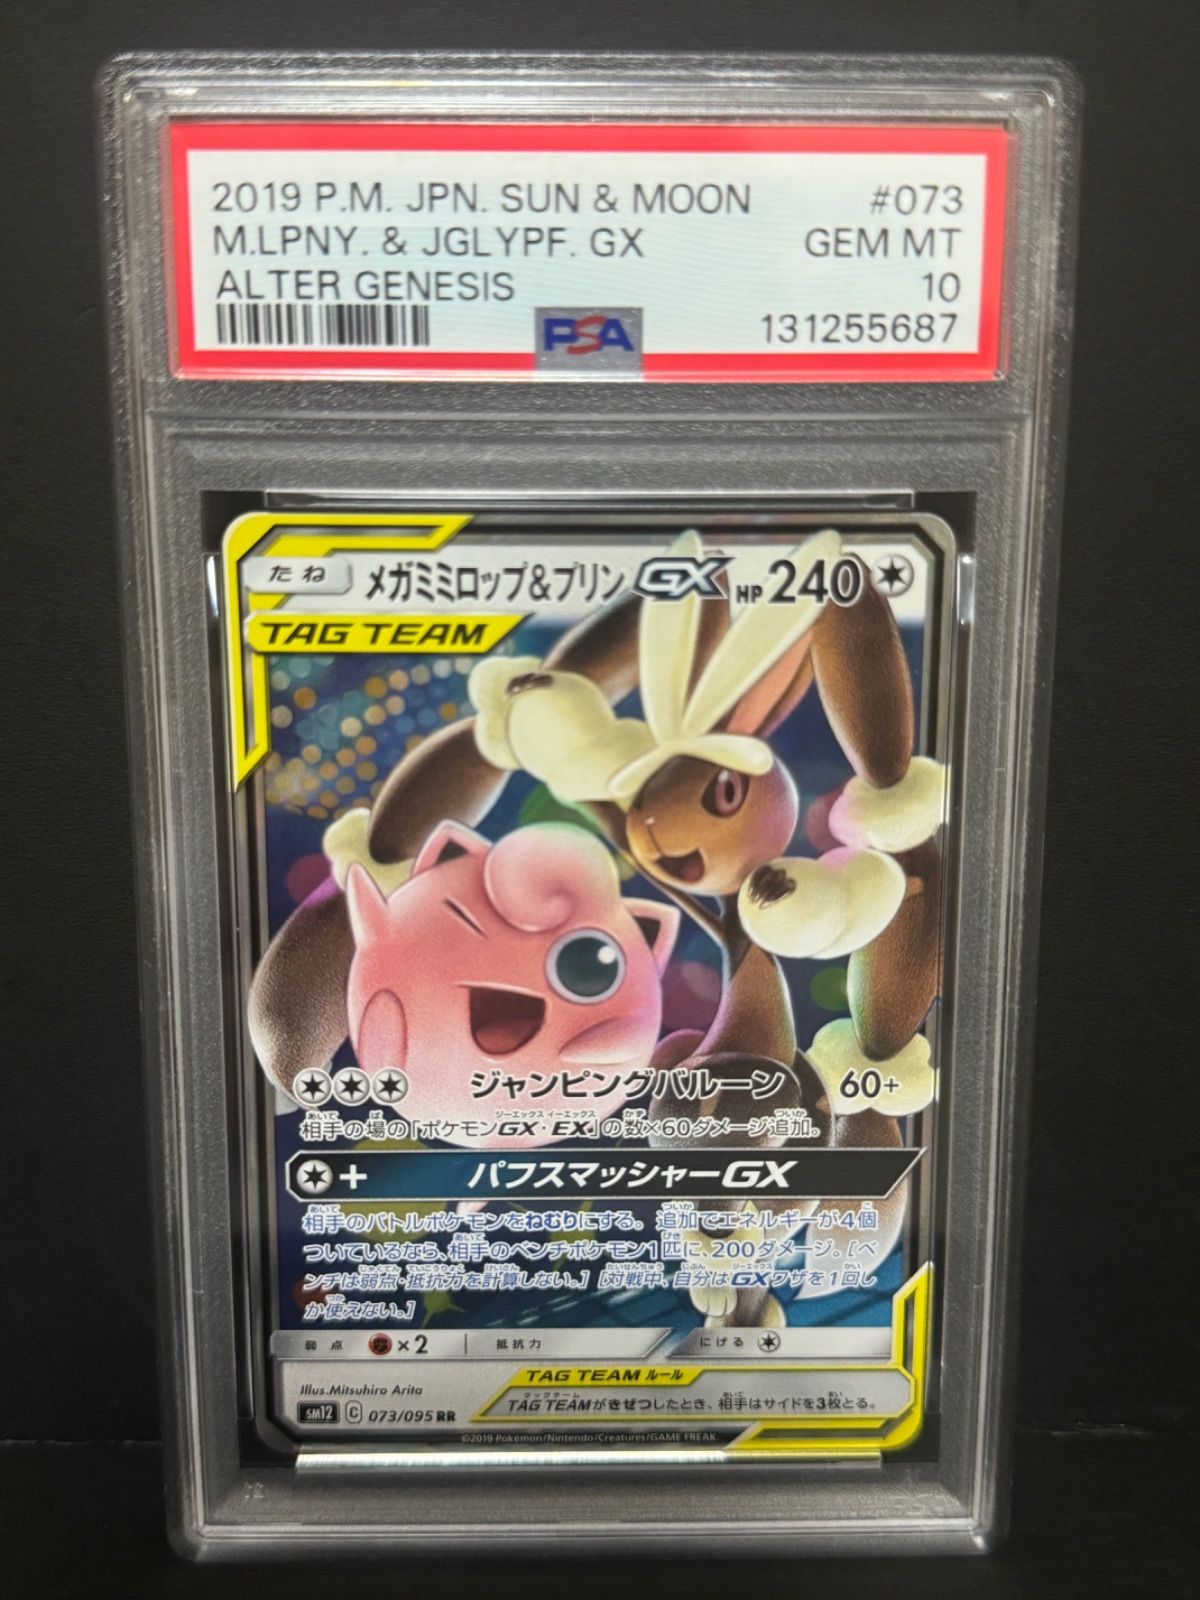 2019 P.M. JPN. SUN & MOON #073
M.LPNY. & JGLYPF. GX GEM MT
ALTER GENESIS 10
PSA 131255687
たね メガミミロップ&プリンGX HP240
TAG TEAM
ジャンピングバルーン 60+
相手の場の「ポケモンGX・EX」の数×60ダメージ追加。
+ パフスマッシャーGX
相手のバトルポケモンをねむりにする。追加でエネルギーが4個
ついているなら、相手のベンチポケモン1匹に、200ダメージ。[ベ
ンチは弱点・抵抗力を計算しない。] [対戦中、自分はGXワザを1回し
か使えない。]
弱点 ×2 抵抗力 にげる
TAG TEAM ルール
TAG TEAMがきぜつしたとき、相手はサイドを3枚とる。
Illus.Mitsuhiro Arita
SM12 C 073/095 RR
©2019 Pokémon/Nintendo/Creatures/GAME FREAK.